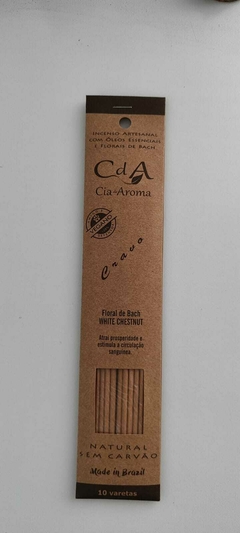 Incenso Artesanal
com Óleos Essenciais
e Florais de Bach
CdA
Cia.Aroma
VEGANO
Cravo
Floral de Bach
WHITE CHESTNUT
Atrai prosperidade e
estimula a circulação
sanguínea.
NATURAL
SEM CARVÃO
Made in Brazil
10 varetas